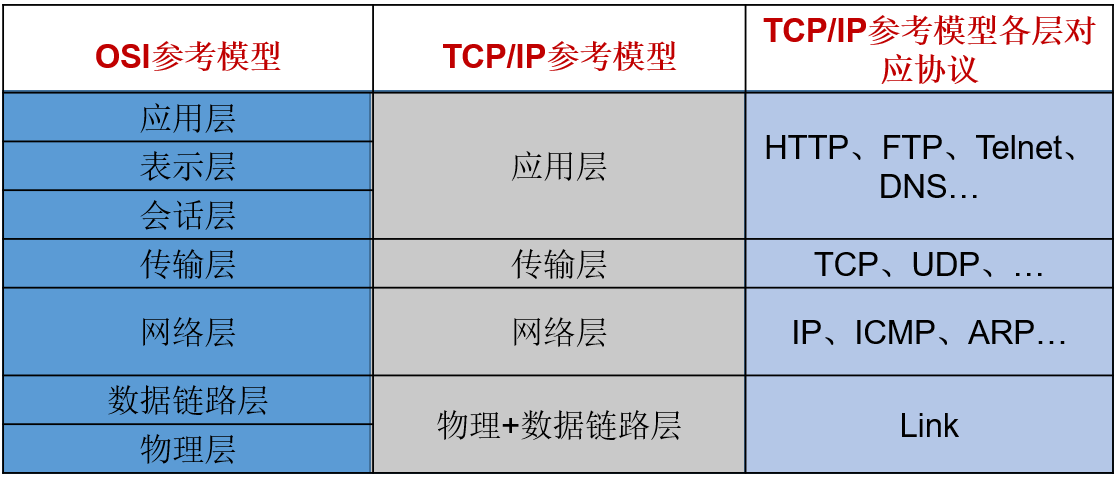 OSI参考模型
TCP/IP参考模型
TCP/IP参考模型各层对
应协议
应用层
表示层
会话层
应用层
HTTP、FTP、Telnet、
DNS…
传输层
传输层
TCP、UDP、…
网络层
网络层
IP、ICMP、ARP…
数据链路层
物理层
物理+数据链路层
Link